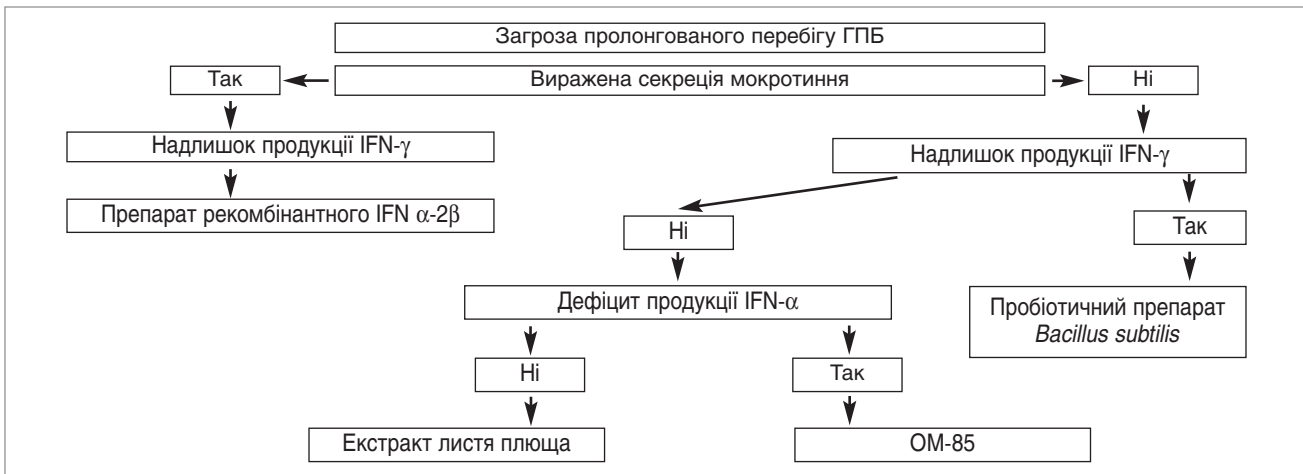 Загроза пролонгованого перебігу ГПБ
Так
Виражена секреція мокротиння
Ні
Надлишок продукції IFN-γ
Надлишок продукції IFN-γ
Препарат рекомбінантного IFN α-2β
Ні
Так
Дефіцит продукції IFN-α
Пробіотичний препарат
Bacillus subtilis
Ні
Так
Екстракт листя плюща
ОМ-85